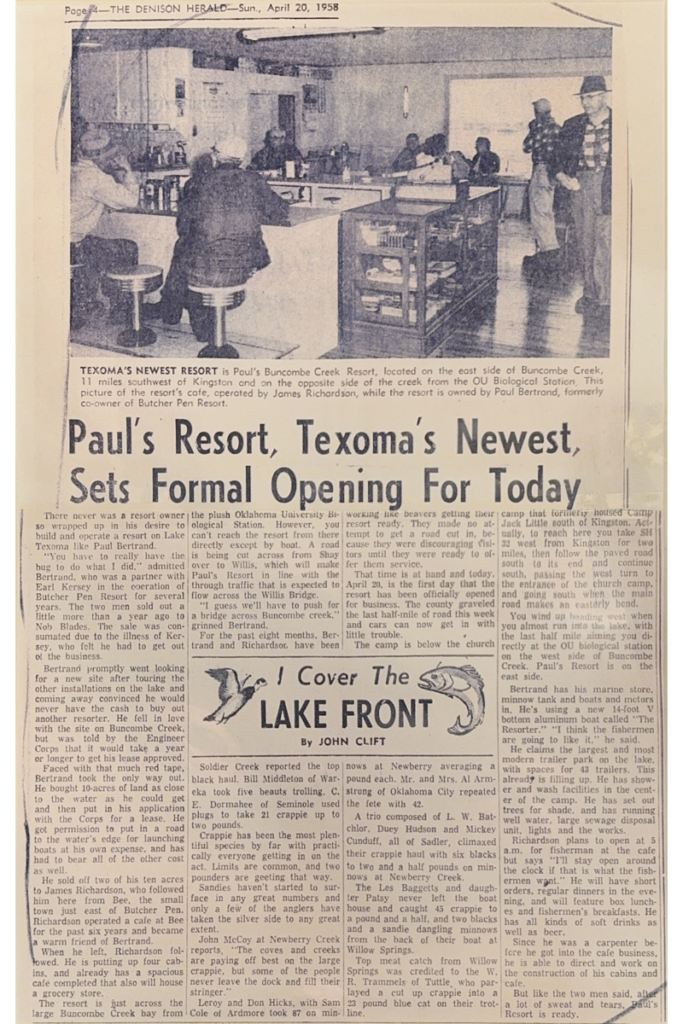 Page 4—THE DENISON HERALD—Sun., April 20, 1958
TEXOMA'S NEWEST RESORT is Paul's Buncombe Creek Resort, located on the east side of Buncombe Creek,
11 miles southwest of Kingston and on the opposite side of the creek from the OU Biological Station. This
picture of the resort's cafe, operated by James Richardson, while the resort is owned by Paul Bertrand, formerly
co-owner of Butcher Pen Resort.
Paul's Resort, Texoma's Newest,
Sets Formal Opening For Today
There never was a resort owner
so wrapped up in his desire to
build and operate a resort on Lake
Texoma like Paul Bertrand.
"You have to really have the
bug to do what I did," admitted
Bertrand, who was a partner with
Earl Kersey in the operation of
Butcher Pen Resort for several
years. The two men sold out a
little more than a year ago to
Nob Blades. The sale was con-
sumated due to the illness of Ker-
sey, who felt he had to get out
of the business.
Bertrand promptly went looking
for a new site after touring the
other installations on the lake and
coming away convinced he would
never have the cash to buy out
another resorter. He fell in love
with the site on Buncombe Creek,
but was told by the Engineer
Corps that it would take a year
or longer to get his lease approved.
Faced with that much red tape,
Bertrand took the only way out.
He bought 10-acres of land as close
to the water as he could get
and then put in his application
with the Corps for a lease. He
got permission to put in a road
to the water's edge for launching
boats at his own expense, and has
had to bear all of the other cost
as well.
He sold off two of his ten acres
to James Richardson, who followed
him here from Bee, the small
town just east of Butcher Pen.
Richardson operated a cafe at Bee
for the past six years and became
a warm friend of Bertrand.
When he left, Richardson fol-
lowed. He is putting up four cab-
ins, and already has a spacious
cafe completed that also will house
a grocery store.
The resort is just across the
large Buncombe Creek bay from
the plush Oklahoma University Bi-
ological Station. However, you
can't reach the resort from there
directly except by boat. A road
is being cut across from Shay
over to Willis, which will make
Paul's Resort in line with the
through traffic that is expected to
flow across the Willis Bridge.
"I guess we'll have to push for
a bridge across Buncombe creek,"
grinned Bertrand.
For the past eight months, Ber-
trand and Richardson, have been
working like beavers getting their
resort ready. They made no at-
tempt to get a road cut in, be-
cause they were discouraging
itors until they were ready to of-
fer them service.
That time is at hand and today,
April 20, is the first day that the
resort has been officially opened
for business. The county graveled
the last half-mile of road this week
and cars can now get in with
little trouble.
The camp is below the church
camp that formerly housed Camp
Jack Little south of Kingston. Act-
ually, to reach here you take SH
32 west from Kingston for two
miles, then follow the paved road
south to its end and continue
south, passing the west turn to
the entrance of the church camp,
and going south when the main
road makes an easterly bend.
You wind up heading west when
you almost run into the lake, with
the last half mile aiming you di-
rectly at the OU biological station
on the west side of Buncombe
Creek. Paul's Resort is on the
east side.
Bertrand has his marine store,
minnow tank and boats and motors
in. He's using a new 14-foot V
bottom aluminum boat called "The
Resorter." "I think the fishermen
are going to like it," he said.
He claims the largest and most
modern trailer park on the lake,
with spaces for 43 trailers. This
already is filling up. He has show-
er and wash facilities in the cent-
er of the camp. He has set out
trees for shade, and has running
well water, large sewage disposal
unit, lights and the works.
Richardson plans to open at 5
a.m. for fisherman at the cafe
but says "I'll stay open around
the clock if that is what the fish-
ermen want." He will have short
orders, regular dinners in the eve-
ning, and will feature box lunch-
es and fishermen's breakfasts. He
has all kinds of soft drinks as
well as beer.
Since he was a carpenter be-
fore he got into the cafe business,
he is able to direct and work on
the construction of his cabins and
cafe.
But like the two men said, after
a lot of sweat and tears, Paul's
Resort is ready.
I Cover The
LAKE FRONT
By JOHN CLIFT
Soldier Creek reported the top
black haul. Bill Middleton of Wa-
reka took five beauts trolling. C.
E. Dormahee of Seminole used
plugs to take 21 crappie up to
two pounds.
Crappie has been the most plen-
tiful species by far with practi-
cally everyone getting in on the
act. Limits are common, and two
pounders are geeting that way.
Sandies haven't started to sur-
face in any great numbers and
only a few of the anglers have
taken the silver side to any great
extent.
John McCoy at Newberry Creek
reports, "The coves and creeks
are paying off best on the large
crappie, but some of the people
never leave the dock and fill their
stringer."
Leroy and Don Hicks, with Sam
Cole of Ardmore took 87 on min-
nows at Newberry averaging a
pound each. Mr. and Mrs. Al Arm-
strong of Oklahoma City repeated
the fete with 42.
A trio composed of L. W. Bat-
chlor, Duey Hudson and Mickey
Cunduff, all of Sadler, climaxed
their crappie haul with six blacks
to two and a half pounds on min-
nows at Newberry Creek.
The Les Baggetts and daugh-
ter Patsy never left the boat
house and caught 45 crappie to
a pound and a half, and two blacks
and a sandie dangling minnows
from the back of their boat at
Willow Springs.
Top meat catch from Willow
Springs was credited to the W.
R. Trammels of Tuttle, who par-
layed a cut up crappie into a
23 pound blue cat on their trot-
line.